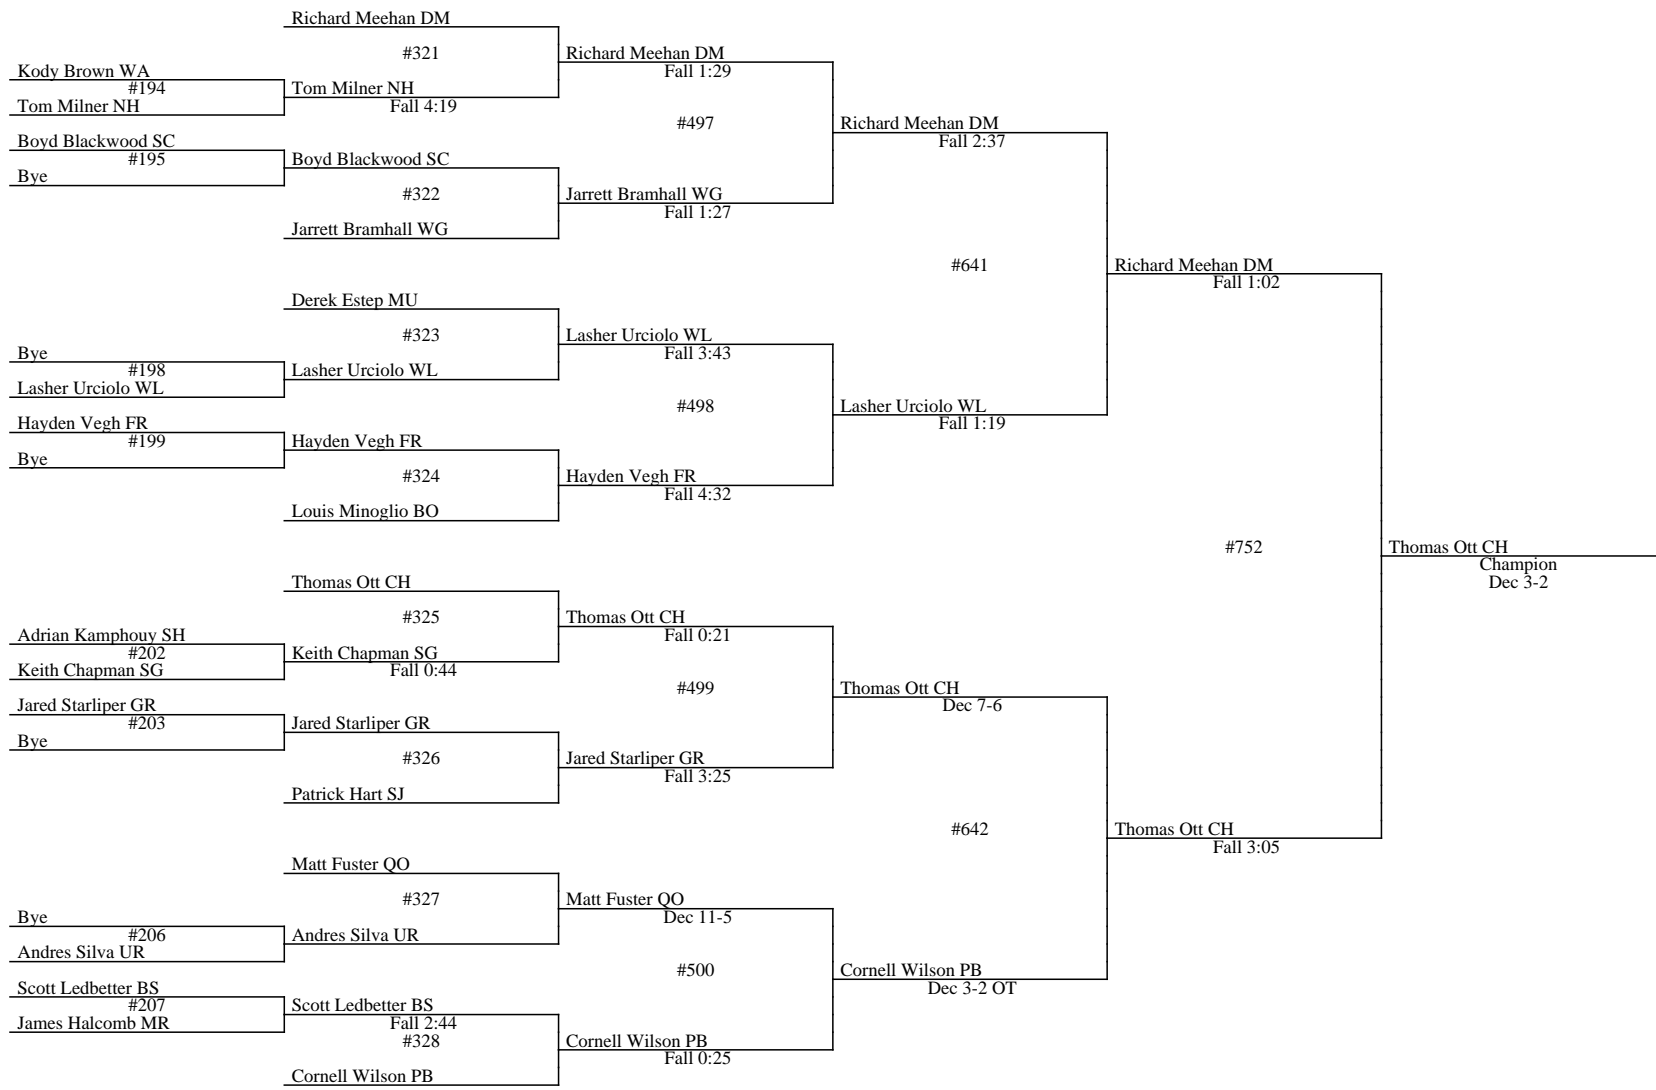 Richard Meehan DM
#321
Richard Meehan DM
Fall 1:29
Kody Brown WA
#194
Tom Milner NH
Tom Milner NH
Fall 4:19
#497
Richard Meehan DM
Fall 2:37
Boyd Blackwood SC
#195
Bye
Boyd Blackwood SC
#322
Jarrett Bramhall WG
Fall 1:27
Jarrett Bramhall WG
#641
Richard Meehan DM
Fall 1:02
Derek Estep MU
#323
Lasher Urciolo WL
Fall 3:43
Bye
#198
Lasher Urciolo WL
Lasher Urciolo WL
#498
Lasher Urciolo WL
Fall 1:19
Hayden Vegh FR
#199
Bye
Hayden Vegh FR
#324
Hayden Vegh FR
Fall 4:32
Louis Minoglio BO
#752
Thomas Ott CH
Champion
Dec 3-2
Thomas Ott CH
#325
Thomas Ott CH
Fall 0:21
Adrian Kamphouy SH
#202
Keith Chapman SG
Keith Chapman SG
Fall 0:44
#499
Thomas Ott CH
Dec 7-6
Jared Starliper GR
#203
Bye
Jared Starliper GR
#326
Jared Starliper GR
Fall 3:25
Patrick Hart SJ
#642
Thomas Ott CH
Fall 3:05
Matt Fuster QO
#327
Matt Fuster QO
Dec 11-5
Bye
#206
Andres Silva UR
Andres Silva UR
#500
Cornell Wilson PB
Dec 3-2 OT
Scott Ledbetter BS
#207
James Halcomb MR
Scott Ledbetter BS
Fall 2:44
#328
Cornell Wilson PB
Fall 0:25
Cornell Wilson PB